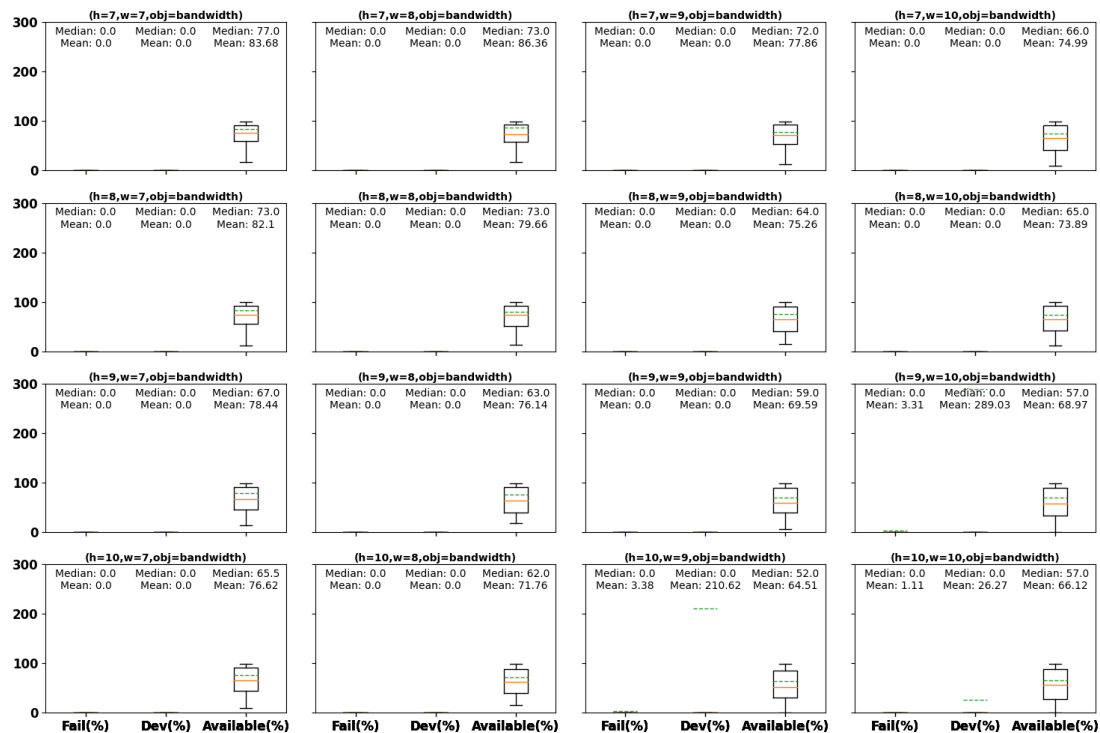 (h=7,w=7,obj=bandwidth) (h=7,w=8,obj=bandwidth) (h=7,w=9,obj=bandwidth) (h=7,w=10,obj=bandwidth)
300 Median: 0.0 Median: 0.0 Median: 77.0 Median: 0.0 Median: 0.0 Median: 73.0 Median: 0.0 Median: 0.0 Median: 72.0 Median: 0.0 Median: 0.0 Median: 66.0
Mean: 0.0 Mean: 0.0 Mean: 83.68 Mean: 0.0 Mean: 0.0 Mean: 86.36 Mean: 0.0 Mean: 0.0 Mean: 77.86 Mean: 0.0 Mean: 0.0 Mean: 74.99
200
100
0
(h=8,w=7,obj=bandwidth) (h=8,w=8,obj=bandwidth) (h=8,w=9,obj=bandwidth) (h=8,w=10,obj=bandwidth)
300 Median: 0.0 Median: 0.0 Median: 73.0 Median: 0.0 Median: 0.0 Median: 73.0 Median: 0.0 Median: 0.0 Median: 64.0 Median: 0.0 Median: 0.0 Median: 65.0
Mean: 0.0 Mean: 0.0 Mean: 82.1 Mean: 0.0 Mean: 0.0 Mean: 79.66 Mean: 0.0 Mean: 0.0 Mean: 75.26 Mean: 0.0 Mean: 0.0 Mean: 73.89
200
100
0
(h=9,w=7,obj=bandwidth) (h=9,w=8,obj=bandwidth) (h=9,w=9,obj=bandwidth) (h=9,w=10,obj=bandwidth)
300 Median: 0.0 Median: 0.0 Median: 67.0 Median: 0.0 Median: 0.0 Median: 63.0 Median: 0.0 Median: 0.0 Median: 59.0 Median: 0.0 Median: 0.0 Median: 57.0
Mean: 0.0 Mean: 0.0 Mean: 78.44 Mean: 0.0 Mean: 0.0 Mean: 76.14 Mean: 0.0 Mean: 0.0 Mean: 69.59 Mean: 3.31 Mean: 289.03 Mean: 68.97
200
100
0
(h=10,w=7,obj=bandwidth) (h=10,w=8,obj=bandwidth) (h=10,w=9,obj=bandwidth) (h=10,w=10,obj=bandwidth)
300 Median: 0.0 Median: 0.0 Median: 65.5 Median: 0.0 Median: 0.0 Median: 62.0 Median: 0.0 Median: 0.0 Median: 52.0 Median: 0.0 Median: 0.0 Median: 57.0
Mean: 0.0 Mean: 0.0 Mean: 76.62 Mean: 0.0 Mean: 0.0 Mean: 71.76 Mean: 3.38 Mean: 210.62 Mean: 64.51 Mean: 1.11 Mean: 26.27 Mean: 66.12
200
100
0
Fail(%) Dev(%) Available(%) Fail(%) Dev(%) Available(%) Fail(%) Dev(%) Available(%) Fail(%) Dev(%) Available(%)